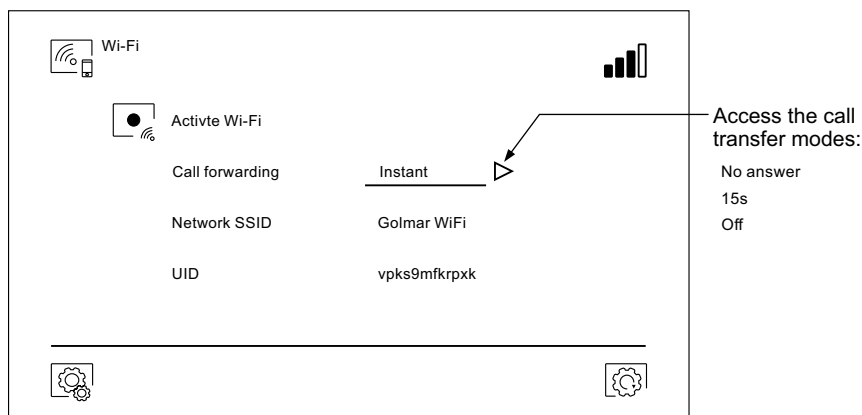 Wi-Fi
Activte Wi-Fi
Call forwarding Instant
Network SSID Golmar WiFi
UID vpks9mfkrpxk
Access the call
transfer modes:
No answer
15s
Off